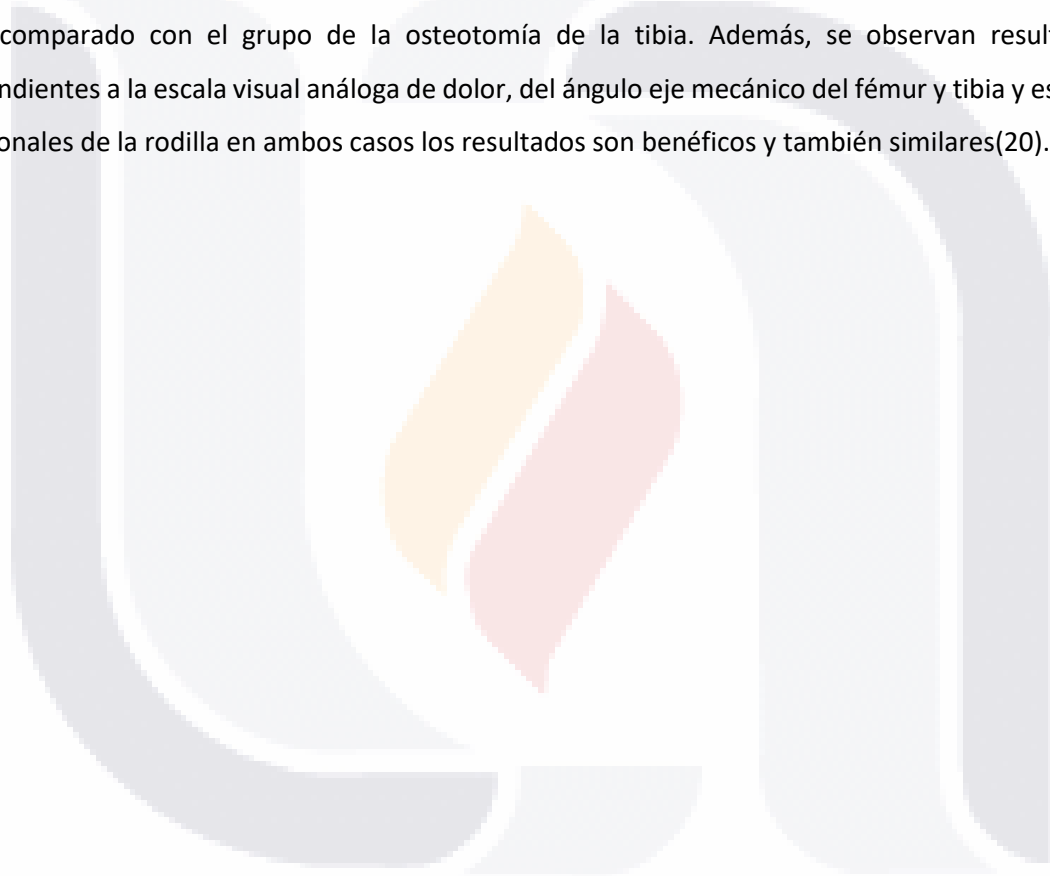 comparado con el grupo de la osteotomía de la tibia. Además, se observan result
ndientes a la escala visual análoga de dolor, del ángulo eje mecánico del fémur y tibia y es
onales de la rodilla en ambos casos los resultados son benéficos y también similares(20).